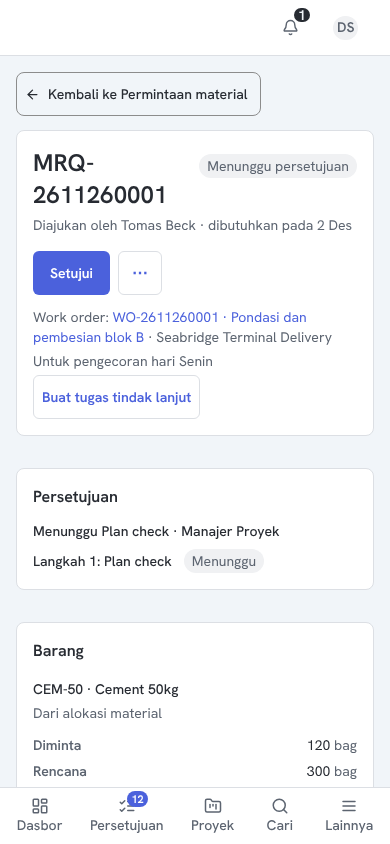 1
DS
Kembali ke Permintaan material
MRQ-
2611260001
Menunggu persetujuan
Diajukan oleh Tomas Beck · dibutuhkan pada 2 Des
Setujui
Work order: WO-2611260001 · Pondasi dan
pembesian blok B · Seabridge Terminal Delivery
Untuk pengecoran hari Senin
Buat tugas tindak lanjut
Persetujuan
Menunggu Plan check · Manajer Proyek
Langkah 1: Plan check Menunggu
Barang
CEM-50 · Cement 50kg
Dari alokasi material
Diminta 120 bag
Rencana 300 bag
12
Dasbor Persetujuan Proyek Cari Lainnya